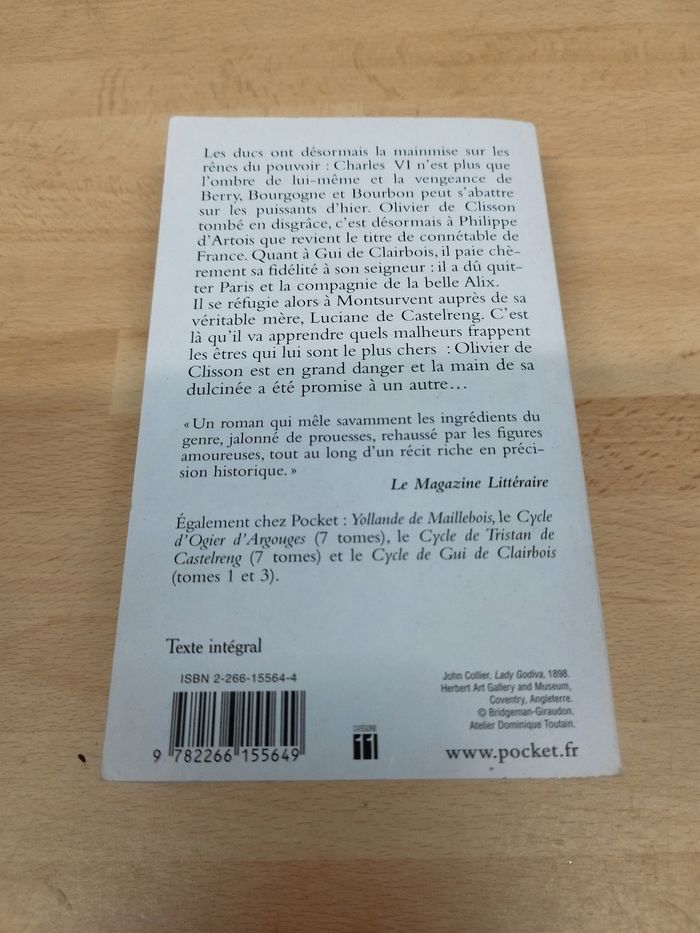 Les ducs ont désormais la mainmise sur les
rênes du pouvoir : Charles VI n'est plus que
l'ombre de lui-même et la vengeance de
Berry, Bourgogne et Bourbon peut s'abattre
sur les puissants d'hier. Olivier de Clisson
tombé en disgrâce, c'est désormais à Philippe
d'Artois que revient le titre de connétable de
France. Quant à Gui de Clairbois, il paie chè-
rement sa fidélité à son seigneur : il a dû quit-
ter Paris et la compagnie de la belle Alix.
Il se réfugie alors à Montsurvent auprès de sa
véritable mère, Luciane de Castelreng. C'est
là qu'il va apprendre quels malheurs frappent
les êtres qui lui sont le plus chers : Olivier de
Clisson est en grand danger et la main de sa
dulcinée a été promise à un autre...
« Un roman qui mêle savamment les ingrédients du
genre, jalonné de prouesses, rehaussé par les figures
amoureuses, tout au long d'un récit riche en préci-
sion historique. »
Le Magazine Littéraire
Également chez Pocket : Yollande de Maillebois, le Cycle
d'Ogier d'Argouges (7 tomes), le Cycle de Tristan de
Castelreng (7 tomes) et le Cycle de Gui de Clairbois
(tomes 1 et 3).
Texte intégral
ISBN 2-266-15564-4
9 782266 155649
CATÉGORIE
11
John Collier, Lady Godiva, 1898.
Herbert Art Gallery and Museum,
Coventry, Angleterre.
© Bridgeman-Giraudon.
Atelier Dominique Toutain.
www.pocket.fr